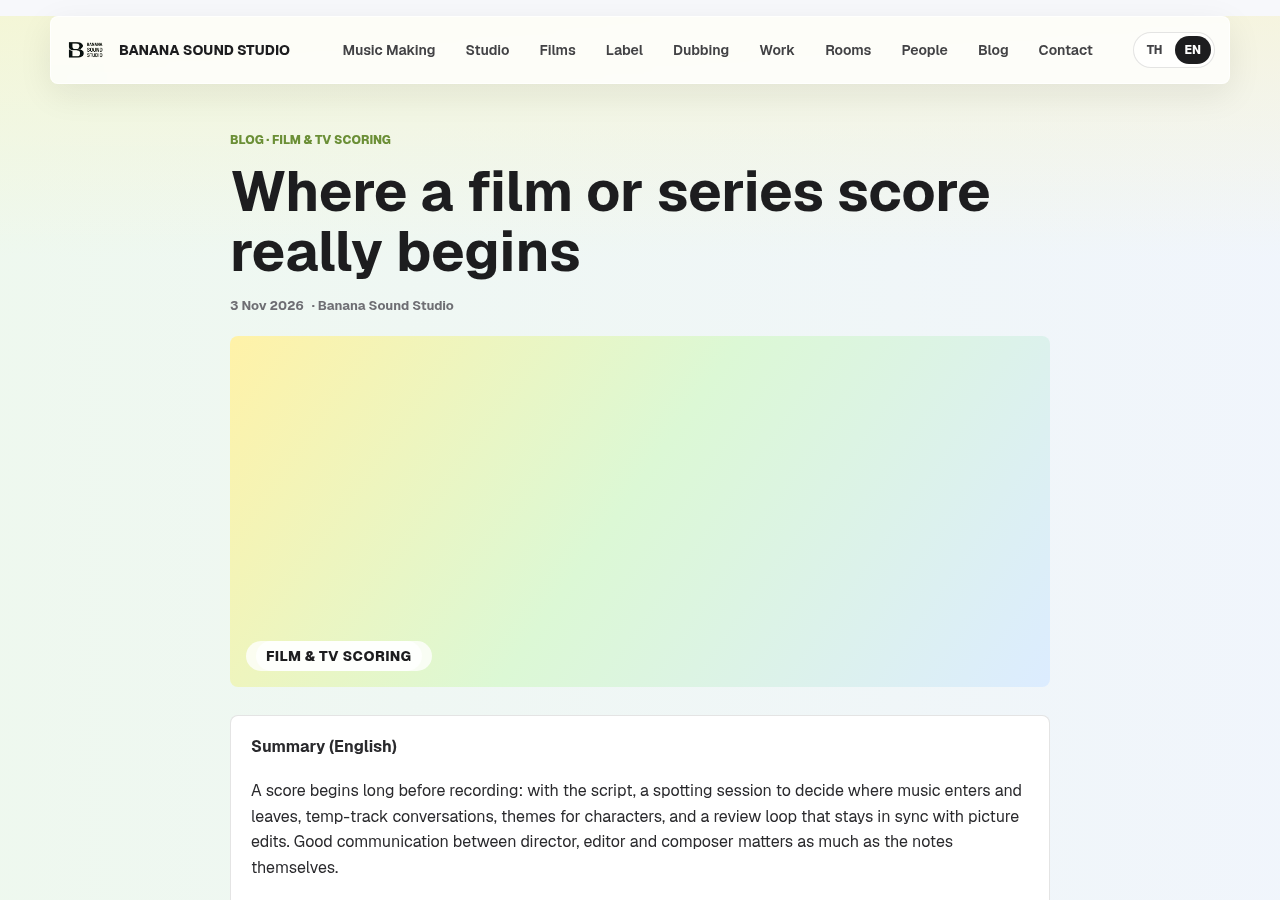 B BANANA SOUND STUDIO
BANANA SOUND STUDIO
Music Making
Studio
Films
Label
Dubbing
Work
Rooms
People
Blog
Contact
TH
EN
BLOG · FILM & TV SCORING
Where a film or series score
really begins
3 Nov 2026 · Banana Sound Studio
FILM & TV SCORING
Summary (English)
A score begins long before recording: with the script, a spotting session to decide where music enters and
leaves, temp-track conversations, themes for characters, and a review loop that stays in sync with picture
edits. Good communication between director, editor and composer matters as much as the notes
themselves.